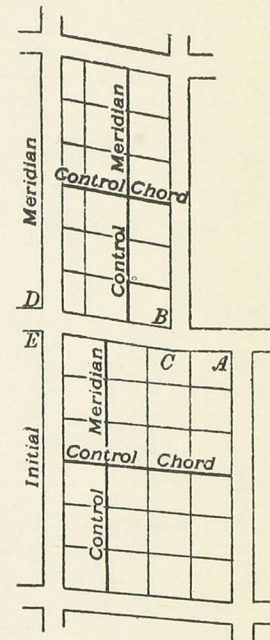 Meridian
Meridian
Control Chord
Control
D
B
E
C A
Meridian
Control Chord
Initial
Control